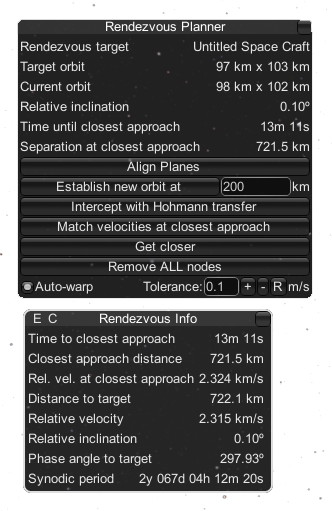 Rendezvous Planner
Rendezvous target Untitled Space Craft
Target orbit 97 km x 103 km
Current orbit 98 km x 102 km
Relative inclination 0.10º
Time until closest approach 13m 11s
Separation at closest approach 721.5 km
Align Planes
Establish new orbit at 200 km
Intercept with Hohmann transfer
Match velocities at closest approach
Get closer
Remove ALL nodes
Auto-warp Tolerance: 0.1 + - R m/s
E C Rendezvous Info
Time to closest approach 13m 11s
Closest approach distance 721.5 km
Rel. vel. at closest approach 2.324 km/s
Distance to target 722.1 km
Relative velocity 2.315 km/s
Relative inclination 0.10º
Phase angle to target 297.93º
Synodic period 2y 067d 04h 12m 20s